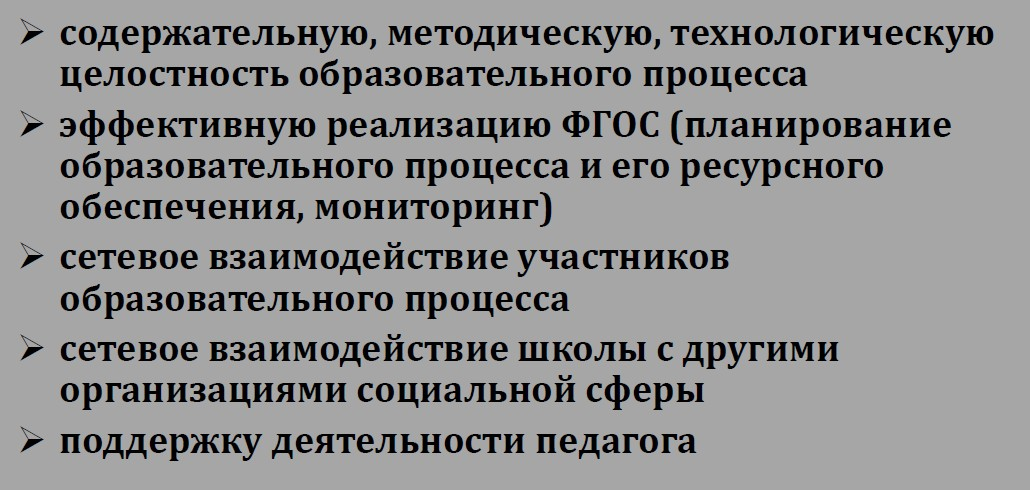 ➢ содержательную, методическую, технологическую
целостность образовательного процесса
➢ эффективную реализацию ФГОС (планирование
образовательного процесса и его ресурсного
обеспечения, мониторинг)
➢ сетевое взаимодействие участников
образовательного процесса
➢ сетевое взаимодействие школы с другими
организациями социальной сферы
➢ поддержку деятельности педагога